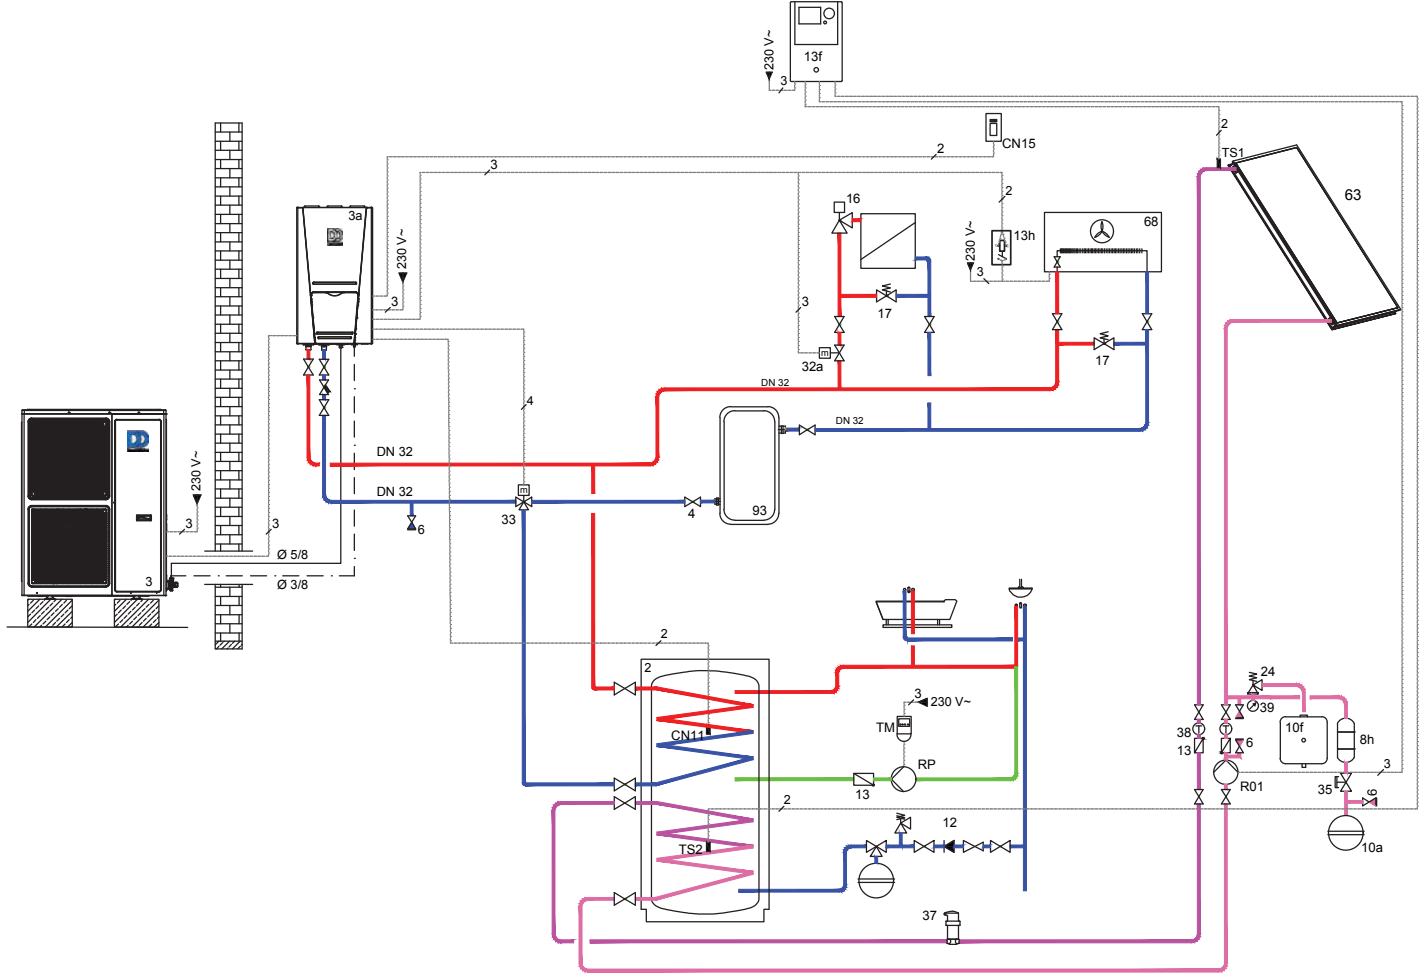 230 V~
3
13f
2
TS1
63
CN15
2
3
3a
230 V~
3
2
16
13h
230 V~
3
68
17
3
m
32a
17
DN 32
DN 32
4
DN 32
DN 32
m
33
6
4
93
230 V~
3
3
3
Ø 5/8
Ø 3/8
2
2
CN11
TS2
3
230 V~
TM
RP
13
2
12
37
24
39
38
T
T
13
6
R01
10f
8h
3
35
6
10a